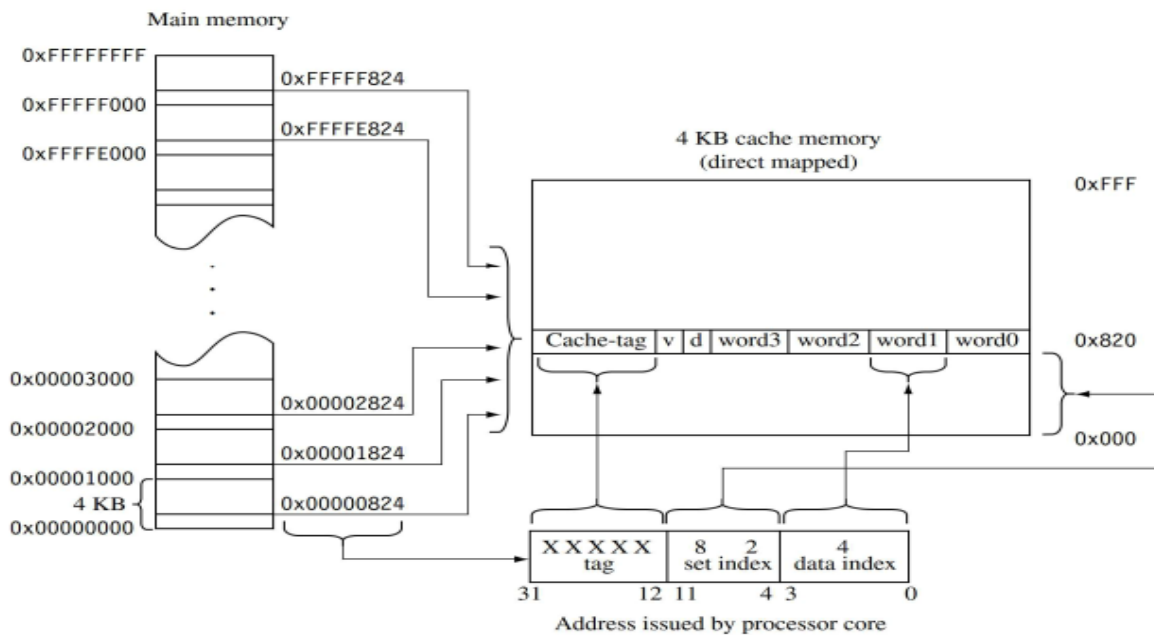 Main memory
0xFFFFFFFF
0xFFFFF824
0xFFFFF000
0xFFFFE824
0xFFFFE000
4 KB cache memory
(direct mapped)
0xFFF
Cache-tag v d word3 word2 word1 word0
0x820
0x00003000
0x00002824
0x00002000
0x000
0x00001824
0x00001000
4 KB
0x00000824
0x00000000
X X X X X 8 2 4
tag set index data index
31 12 11 4 3 0
Address issued by processor core